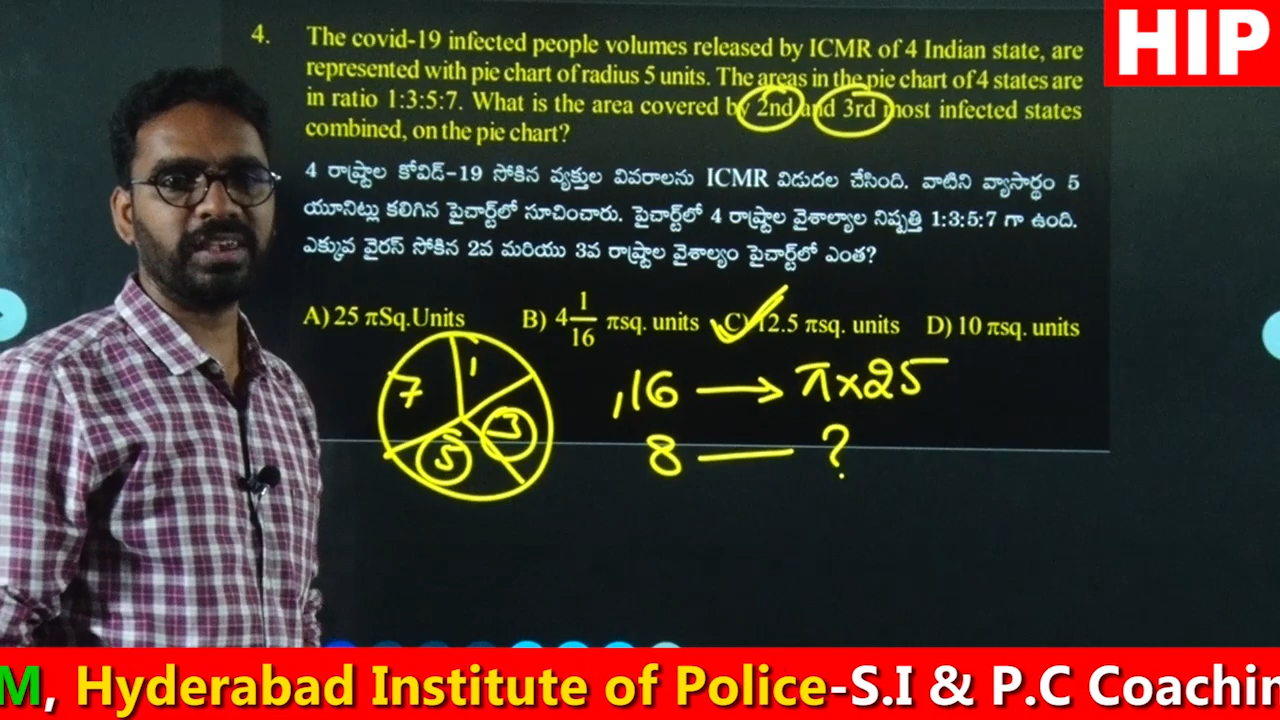 HIP
4. The covid-19 infected people volumes released by ICMR of 4 Indian state, are
represented with pie chart of radius 5 units. The areas in the pie chart of 4 states are
in ratio 1:3:5:7. What is the area covered by 2nd and 3rd most infected states
combined, on the pie chart?
4 రాష్ట్రాల కోవిడ్-19 సోకిన వ్యక్తుల వివరాలను ICMR విడుదల చేసింది. వాటిని వ్యాసార్థం 5
యూనిట్లు కలిగిన పైచార్ట్‌లో సూచించారు. పైచార్ట్‌లో 4 రాష్ట్రాల వైశాల్యాల నిష్పత్తి 1:3:5:7 గా ఉంది.
ఎక్కువ వైరస్ సోకిన 2వ మరియు 3వ రాష్ట్రాల వైశాల్యం పైచార్ట్‌లో ఎంత?
A) 25 πSq.Units B) 4 1/16 πsq. units C) 12.5 πsq. units D) 10 πsq. units
7 1 16 → π×25
5 3 8 — ?
M, Hyderabad Institute of Police-S.I & P.C Coachin